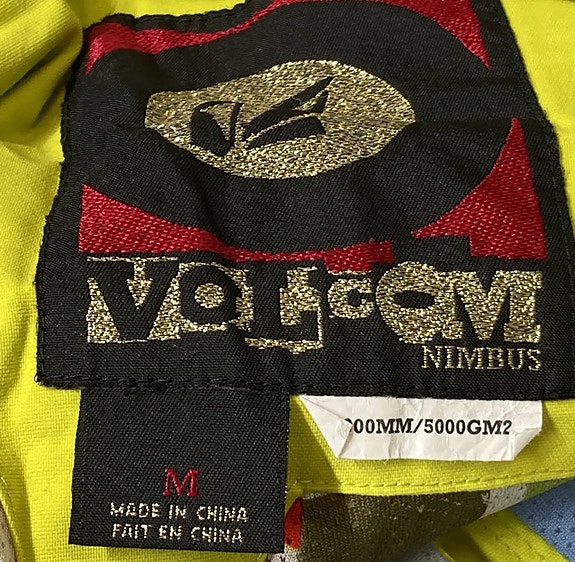 VOLCOM
NIMBUS
00MM/5000GM2
M
MADE IN CHINA
FAIT EN CHINA